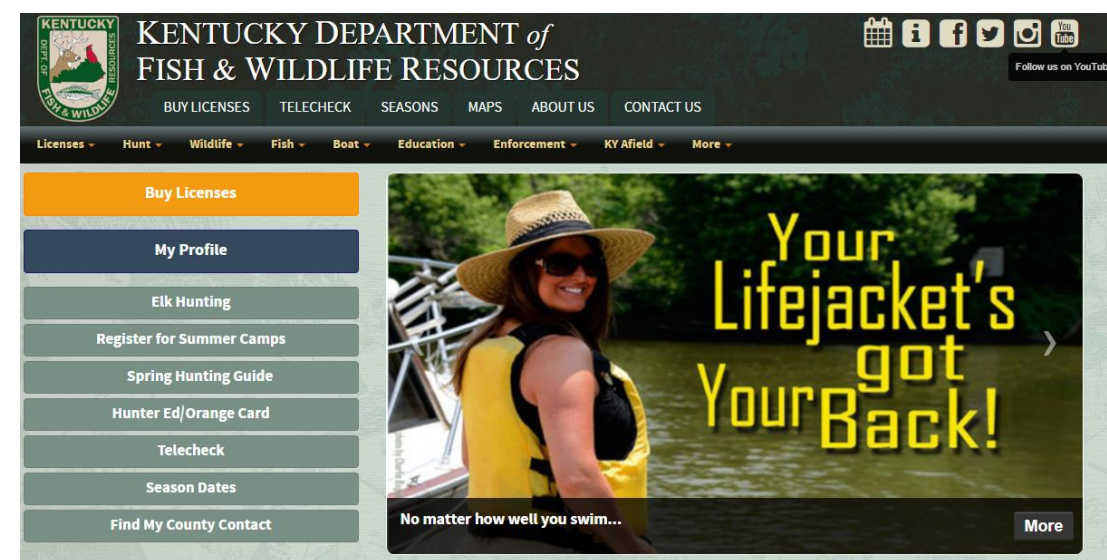 KENTUCKY
DEPT. OF
FISH & WILDLIFE
RESOURCES
KENTUCKY DEPARTMENT of
FISH & WILDLIFE RESOURCES
You
Tube
Follow us on YouTub
BUY LICENSES TELECHECK SEASONS MAPS ABOUT US CONTACT US
Licenses Hunt Wildlife Fish Boat Education Enforcement KY Afield More
Buy Licenses
My Profile
Elk Hunting
Register for Summer Camps
Spring Hunting Guide
Hunter Ed/Orange Card
Telecheck
Season Dates
Find My County Contact
Your
Lifejacket's
got
Your Back!
No matter how well you swim...
More